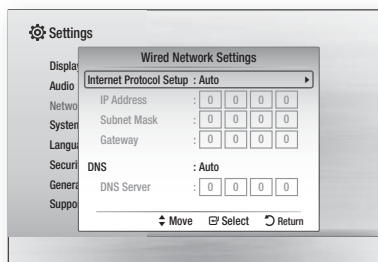 Settings
Wired Network Settings
Display
Internet Protocol Setup : Auto
Audio
IP Address : 0 0 0 0
Networ
Subnet Mask : 0 0 0 0
System
Gateway : 0 0 0 0
Langua
Securi
DNS : Auto
Genera
DNS Server : 0 0 0 0
Suppo
Move Select Return